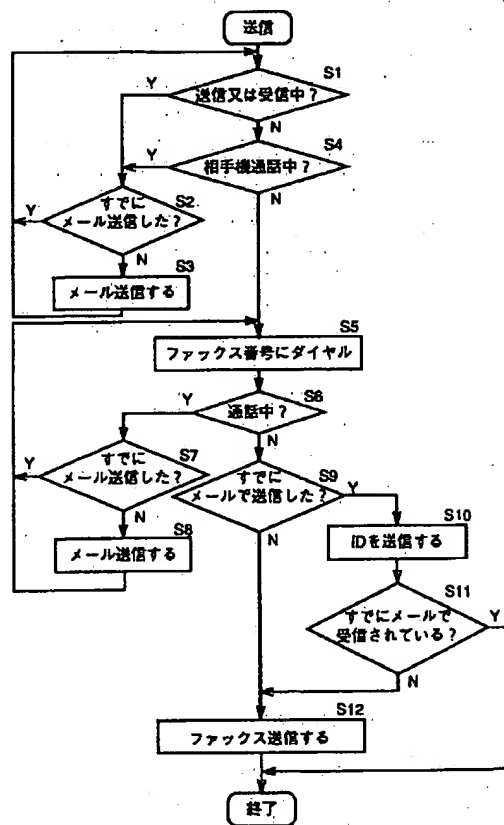 送信
S1
Y
送信又は受信中？
N
S4
Y
相手機通話中？
N
S2
Y
すでに
メール送信した？
N
S3
メール送信する
S5
ファックス番号にダイヤル
S6
Y
通話中？
N
S7
Y
すでに
メール送信した？
N
S8
メール送信する
S9
すでに
メールで送信した？
Y
N
S10
IDを送信する
S11
すでにメールで
受信されている？
Y
N
S12
ファックス送信する
終了